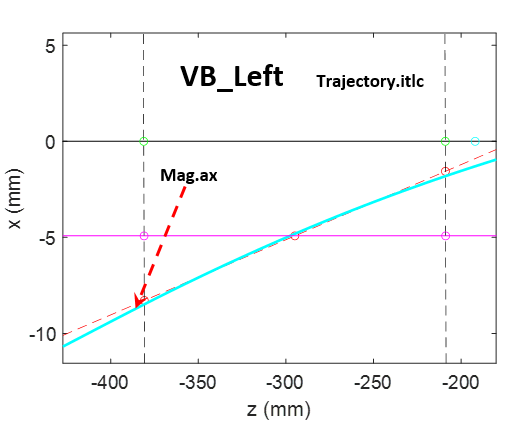 5
VB_Left
Trajectory.itlc
0
Mag.ax
-5
-10
x (mm)
-400
-350
-300
-250
-200
z (mm)